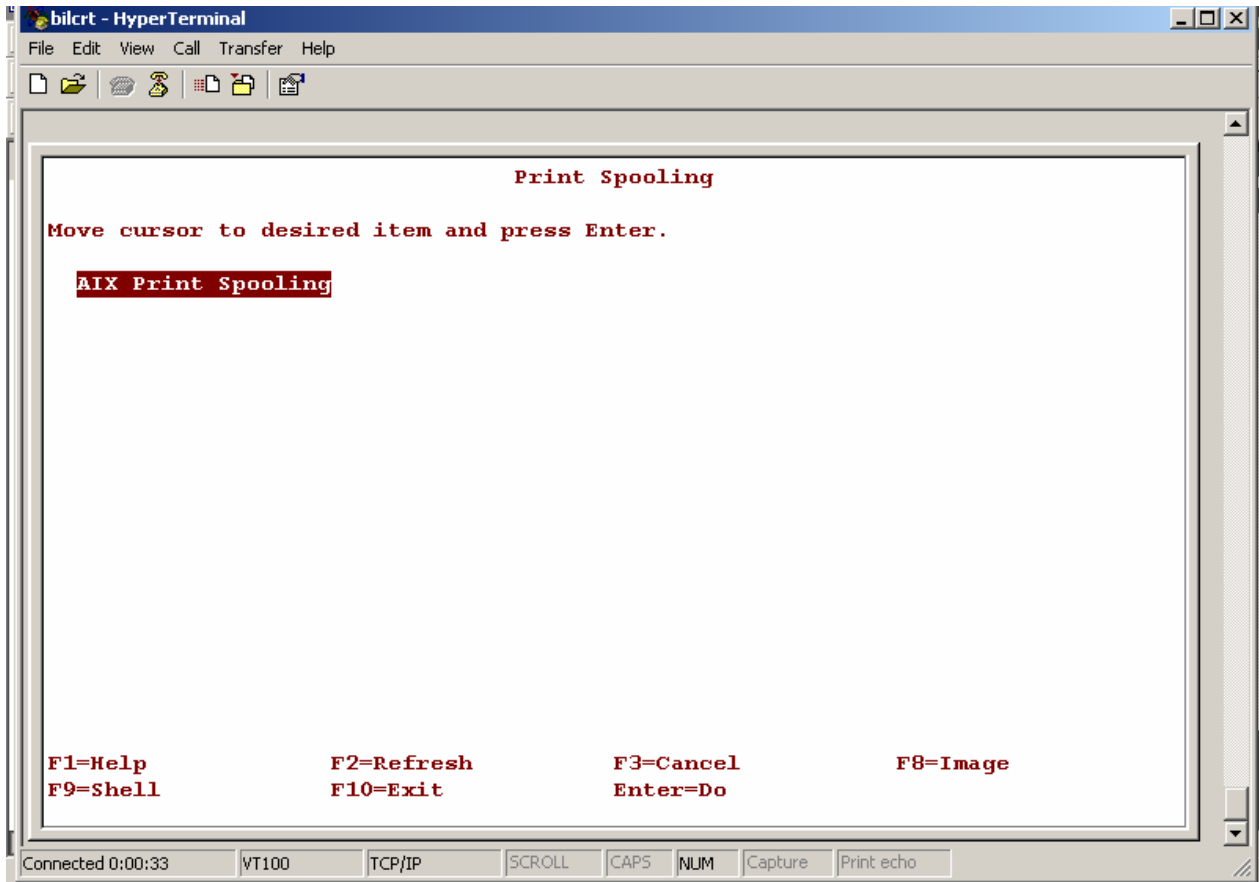 bilcrt - HyperTerminal
File Edit View Call Transfer Help
Print Spooling
Move cursor to desired item and press Enter.
AIX Print Spooling
F1=Help F2=Refresh F3=Cancel F8=Image
F9=Shell F10=Exit Enter=Do
Connected 0:00:33 VT100 TCP/IP SCROLL CAPS NUM Capture Print echo